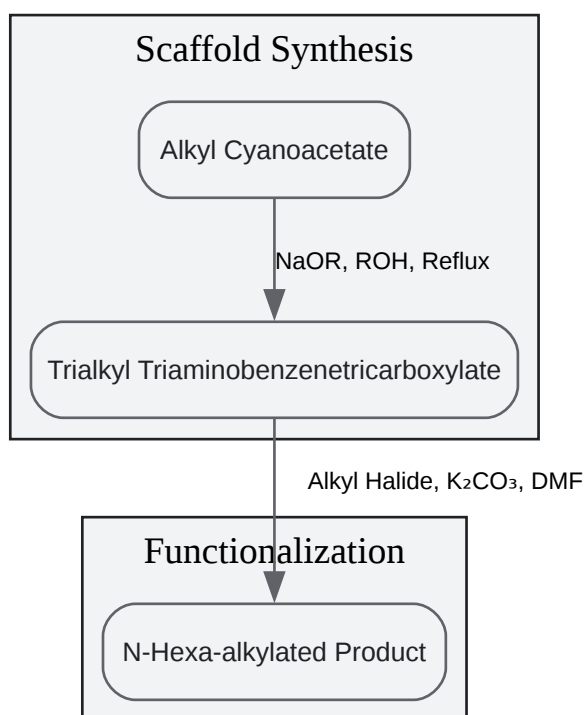 Scaffold Synthesis
Alkyl Cyanoacetate
NaOR, ROH, Reflux
Trialkyl Triaminobenzenetricarboxylate
Alkyl Halide, K₂CO₃, DMF
Functionalization
N-Hexa-alkylated Product